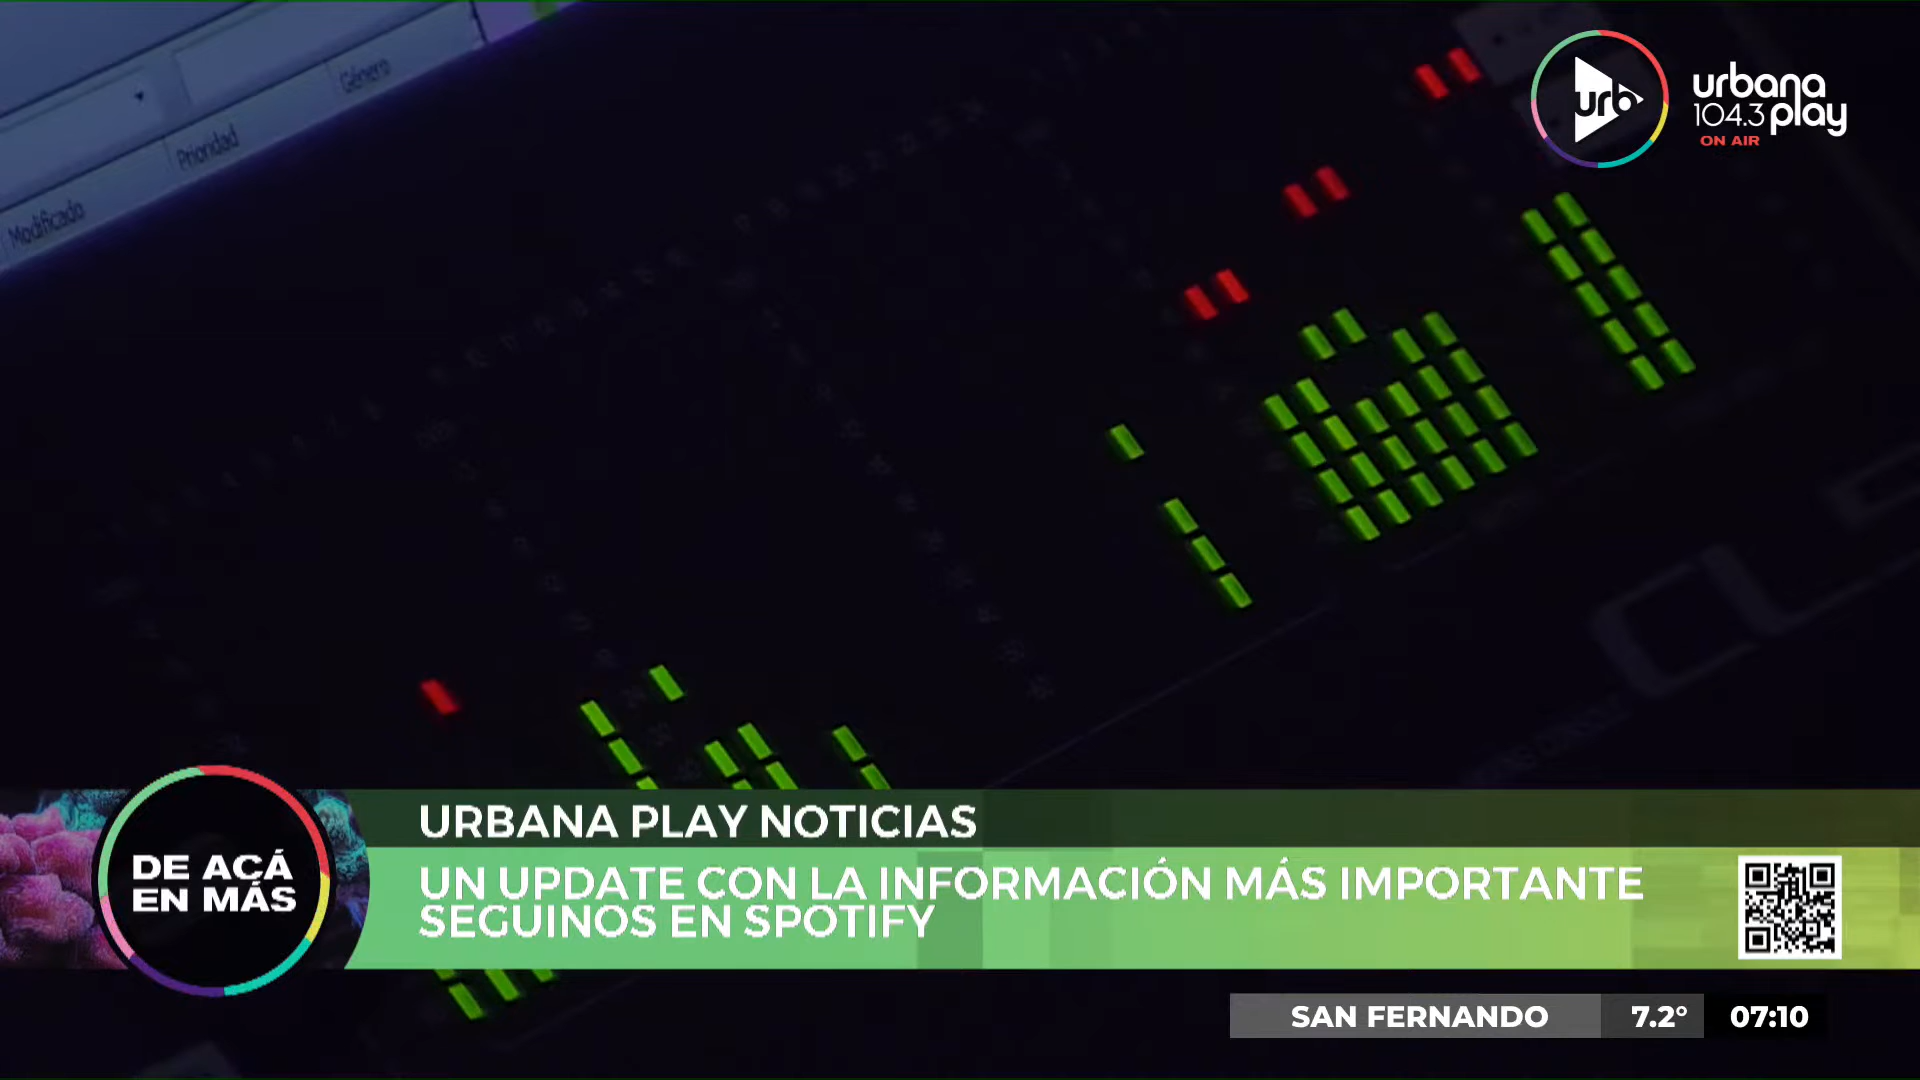 Género
Prioridad
Modificado
urb
urbana
104.3 play
ON AIR
URBANA PLAY NOTICIAS
DE ACÁ
EN MÁS
UN UPDATE CON LA INFORMACIÓN MÁS IMPORTANTE
SEGUINOS EN SPOTIFY
SAN FERNANDO 7.2° 07:10